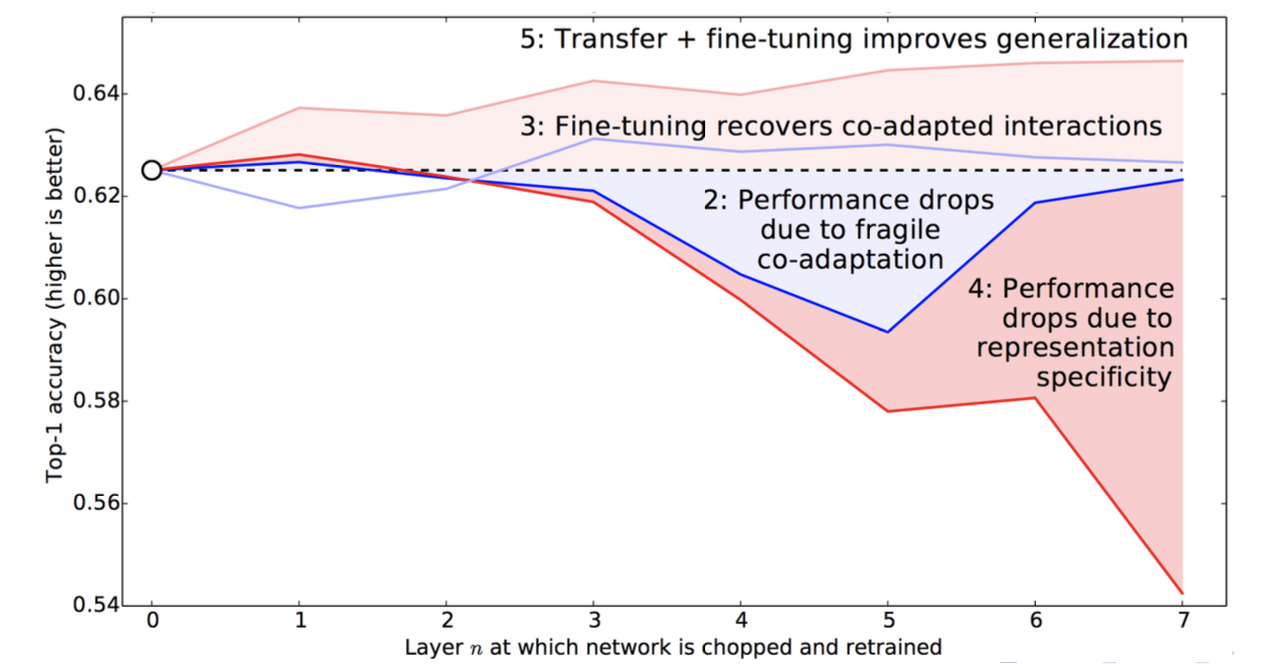 5: Transfer + fine-tuning improves generalization
0.64
3: Fine-tuning recovers co-adapted interactions
0.62
2: Performance drops
due to fragile
co-adaptation
0.60
4: Performance
drops due to
representation
specificity
0.58
0.56
0.54
Top-1 accuracy (higher is better)
0 1 2 3 4 5 6 7
Layer n at which network is chopped and retrained